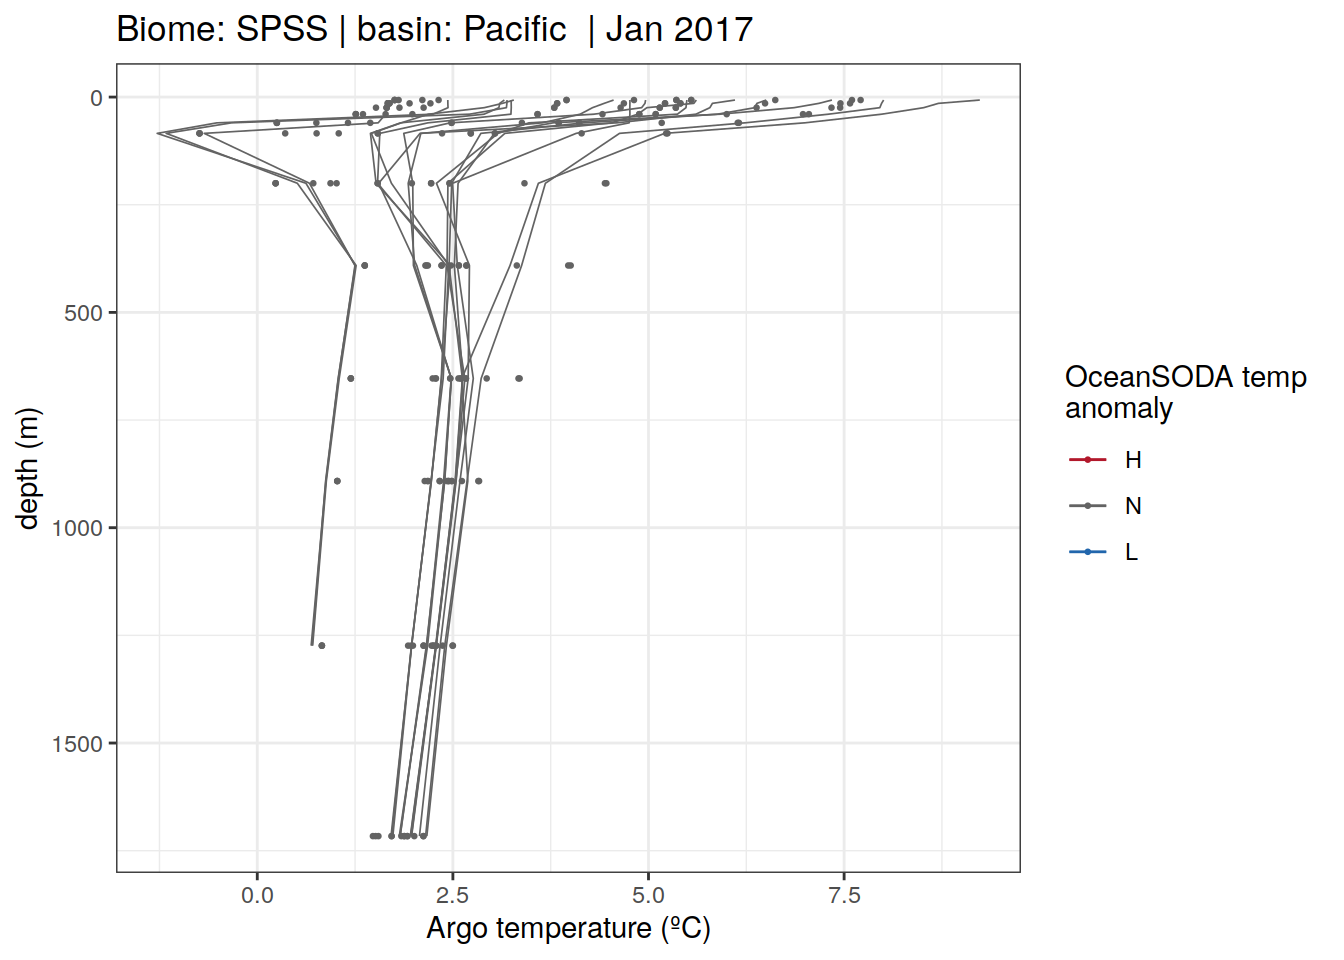 Biome: SPSS | basin: Pacific  | Jan 2017
0
500
1000
1500
depth (m)
0.0
2.5
5.0
7.5
Argo temperature (ºC)
OceanSODA temp
anomaly
H
N
L